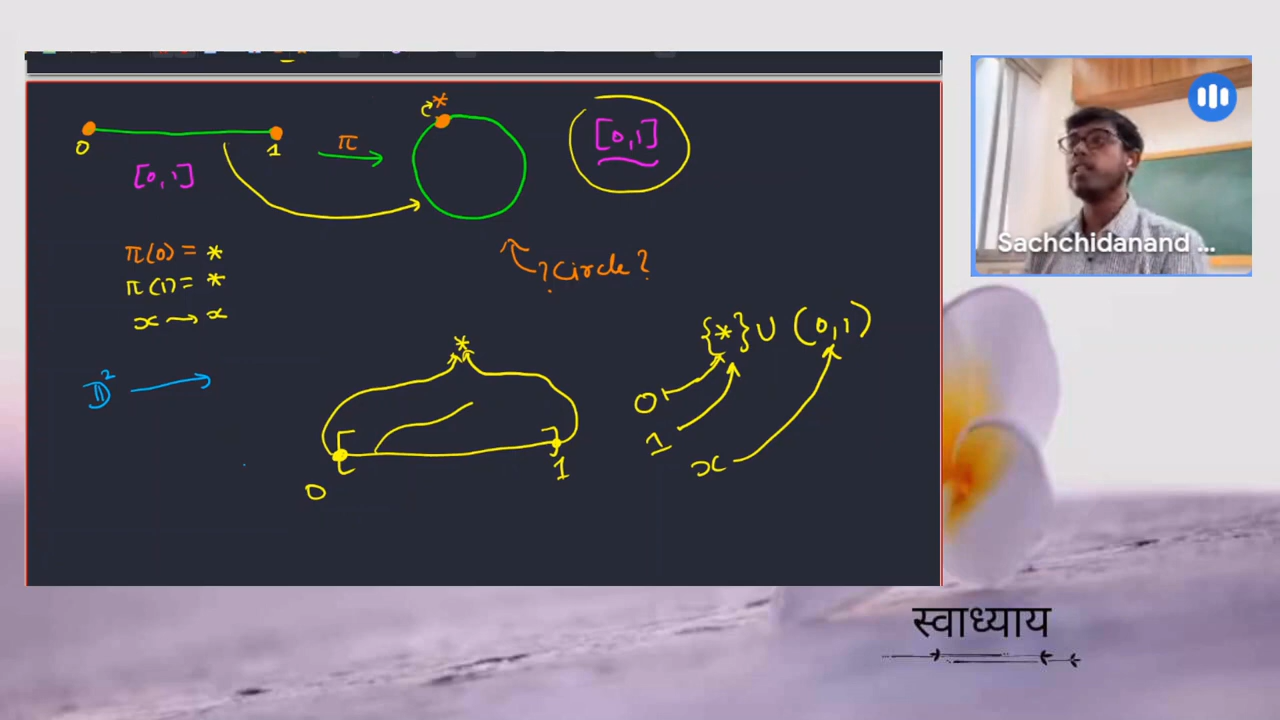 *
0
1
π
[0,1]
[0,1]
π(0) = *
π(1) = *
x → x
? Circle ?
{*} ∪ (0,1)
𝔻²
*
[ ]
0
1
0
1
x
Sachchidanand ...
स्वाध्याय